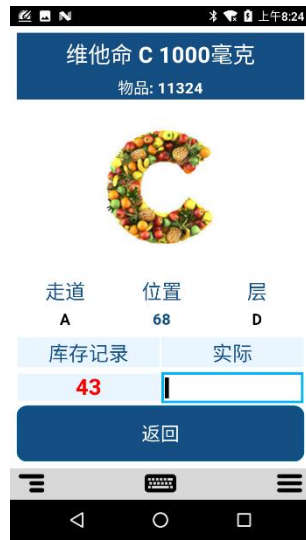 上午8:24
维他命 C 1000毫克
物品: 11324
走道 位置 层
A 68 D
库存记录 实际
43
返回